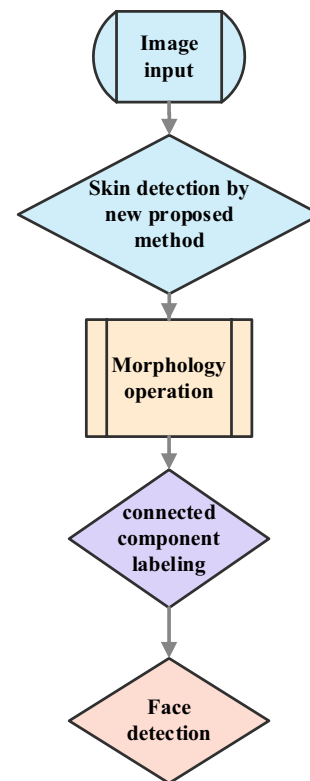 Image
input
Skin detection by
new proposed
method
Morphology
operation
connected
component
labeling
Face
detection